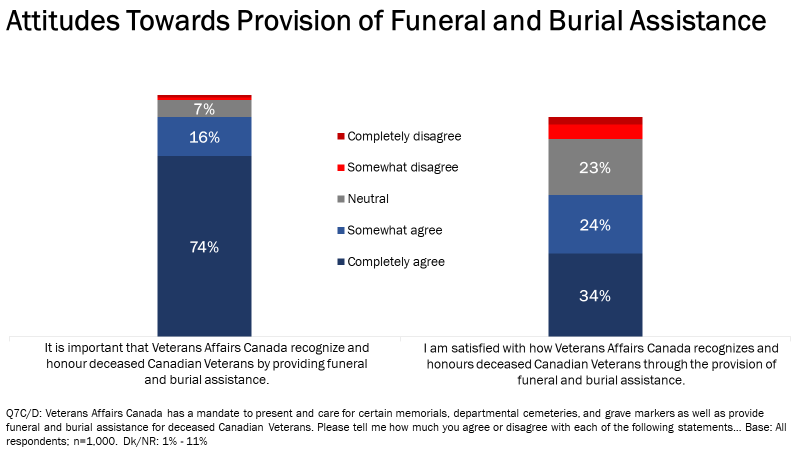 Attitudes Towards Provision of Funeral and Burial Assistance
7%
16%
74%
Completely disagree
Somewhat disagree
Neutral
Somewhat agree
Completely agree
23%
24%
34%
It is important that Veterans Affairs Canada recognize and
honour deceased Canadian Veterans by providing funeral
and burial assistance.
I am satisfied with how Veterans Affairs Canada recognizes and
honours deceased Canadian Veterans through the provision of
funeral and burial assistance.
Q7C/D: Veterans Affairs Canada has a mandate to present and care for certain memorials, departmental cemeteries, and grave markers as well as provide
funeral and burial assistance for deceased Canadian Veterans. Please tell me how much you agree or disagree with each of the following statements... Base: All
respondents; n=1,000. Dk/NR: 1% - 11%